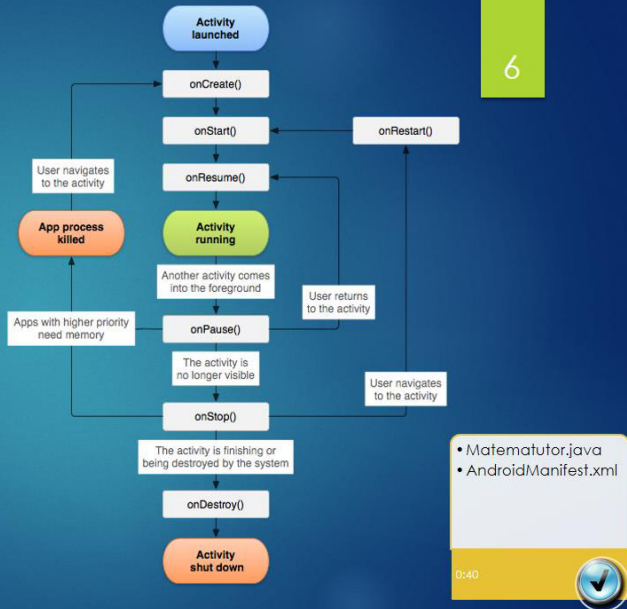 Activity
launched
6
onCreate()
onStart()
onRestart()
User navigates
to the activity
onResume()
App process
killed
Activity
running
Another activity comes
into the foreground
User returns
to the activity
Apps with higher priority
need memory
onPause()
The activity is
no longer visible
User navigates
to the activity
onStop()
The activity is finishing or
being destroyed by the system
• Matematutor.java
• AndroidManifest.xml
onDestroy()
Activity
shut down
0:40